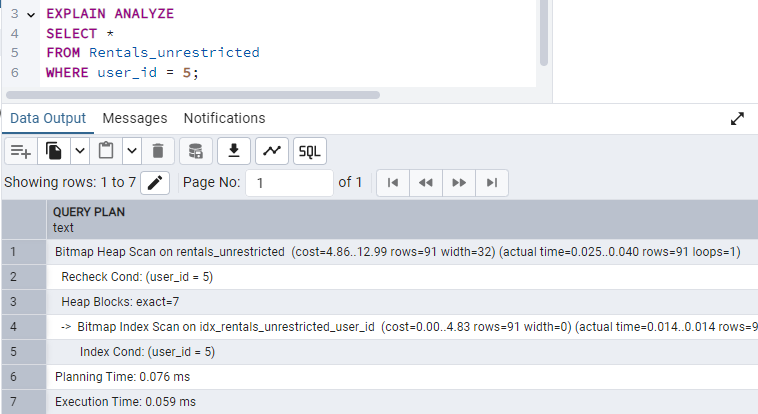 3 EXPLAIN ANALYZE
4 SELECT *
5 FROM Rentals_unrestricted
6 WHERE user_id = 5;
Data Output Messages Notifications
SQL
Showing rows: 1 to 7 Page No: 1 of 1
QUERY PLAN
text
1 Bitmap Heap Scan on rentals_unrestricted (cost=4.86..12.99 rows=91 width=32) (actual time=0.025..0.040 rows=91 loops=1)
2 Recheck Cond: (user_id = 5)
3 Heap Blocks: exact=7
4 -> Bitmap Index Scan on idx_rentals_unrestricted_user_id (cost=0.00..4.83 rows=91 width=0) (actual time=0.014..0.014 rows=9
5 Index Cond: (user_id = 5)
6 Planning Time: 0.076 ms
7 Execution Time: 0.059 ms